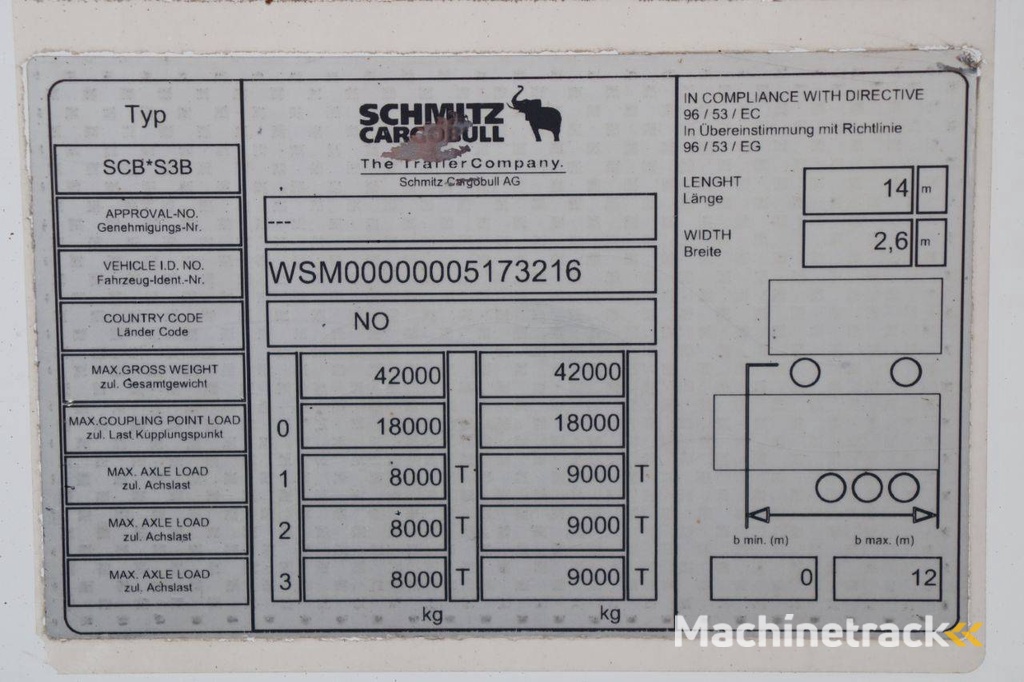 Typ
SCHMITZ
CARGOBULL
The Trailer Company.
Schmitz Cargobull AG
SCB*S3B
APPROVAL-NO.
Genehmigungs-Nr.
---
VEHICLE I.D. NO.
Fahrzeug-Ident.-Nr.
WSM00000005173216
COUNTRY CODE
Länder Code
NO
MAX.GROSS WEIGHT
zul. Gesamtgewicht
42000 42000
MAX.COUPLING POINT LOAD
zul. Last Küpplungspunkt
0 18000 18000
MAX. AXLE LOAD
zul. Achslast
1 8000 T 9000 T
MAX. AXLE LOAD
zul. Achslast
2 8000 T 9000 T
MAX. AXLE LOAD
zul. Achslast
3 8000 T 9000 T
kg kg
IN COMPLIANCE WITH DIRECTIVE
96 / 53 / EC
In Übereinstimmung mit Richtlinie
96 / 53 / EG
LENGHT
Länge
14 m
WIDTH
Breite
2,6 m
b min. (m) b max. (m)
0 12
Machinetrack